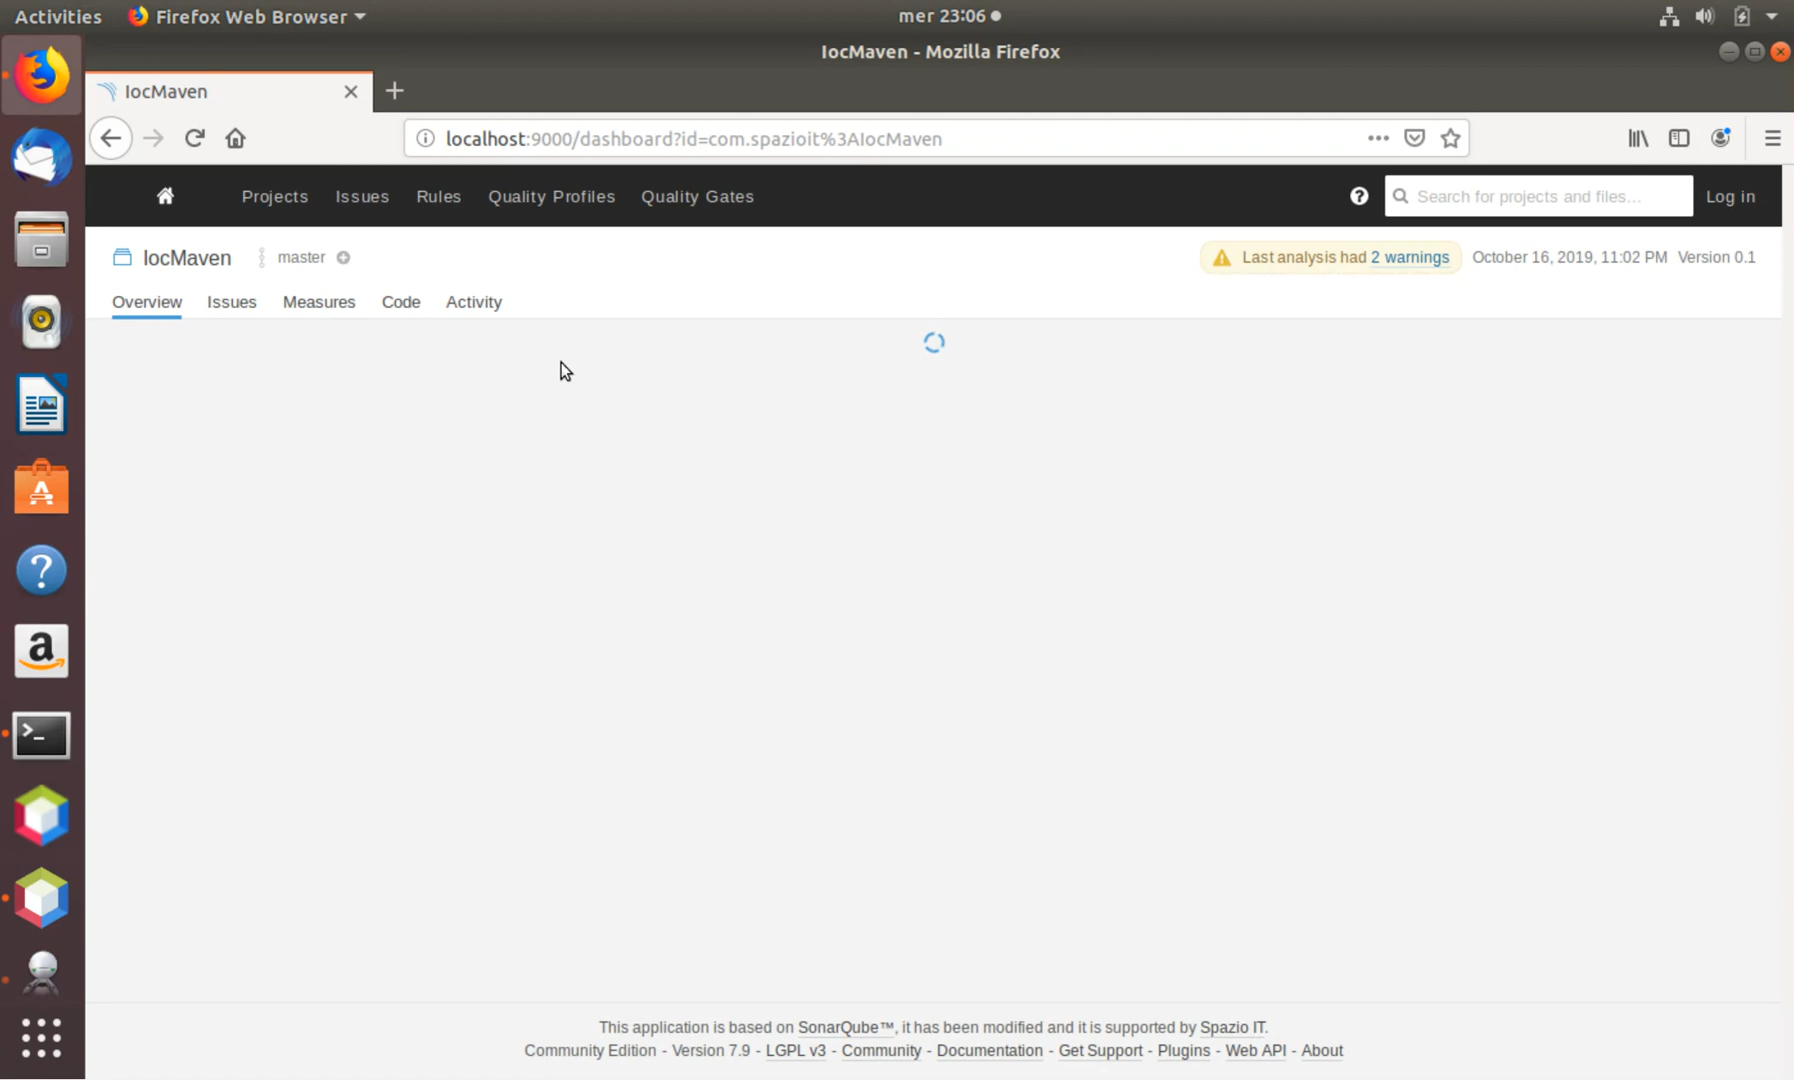 Activities Firefox Web Browser mer 23:06
IocMaven - Mozilla Firefox
IocMaven
localhost:9000/dashboard?id=com.spazioit%3AIocMaven
Projects Issues Rules Quality Profiles Quality Gates Search for projects and files... Log in
IocMaven master Last analysis had 2 warnings October 16, 2019, 11:02 PM Version 0.1
Overview Issues Measures Code Activity
This application is based on SonarQube™, it has been modified and it is supported by Spazio IT.
Community Edition - Version 7.9 - LGPL v3 - Community - Documentation - Get Support - Plugins - Web API - About